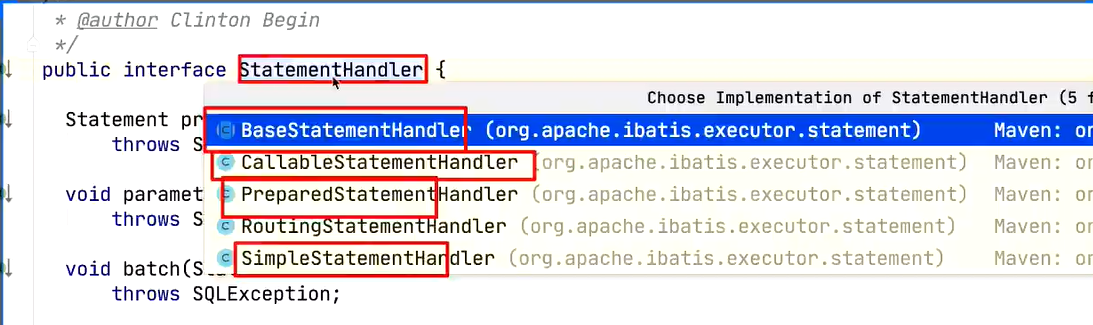 * @author Clinton Begin
*/
public interface StatementHandler {
Choose Implementation of StatementHandler (5 f
Statement pr
BaseStatementHandler (org.apache.ibatis.executor.statement) Maven: or
throws S
CallableStatementHandler (org.apache.ibatis.executor.statement) Maven: or
void paramet
PreparedStatementHandler (org.apache.ibatis.executor.statement) Maven: or
throws S
RoutingStatementHandler (org.apache.ibatis.executor.statement) Maven: or
void batch(Sta
SimpleStatementHandler (org.apache.ibatis.executor.statement) Maven: or
throws SQLException;